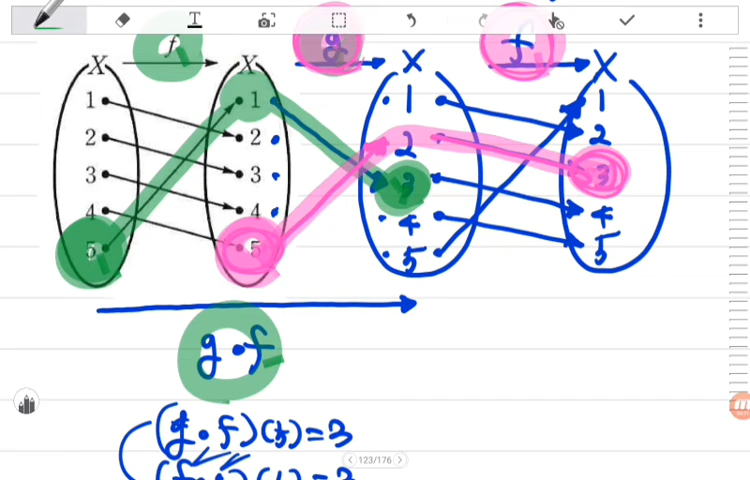 f g f
X X X X
1 1 1 1
2 2 2 2
3 3 3 3
4 4 4 4
5 5 5 5
g • f
(g • f)(5) = 3
123/176